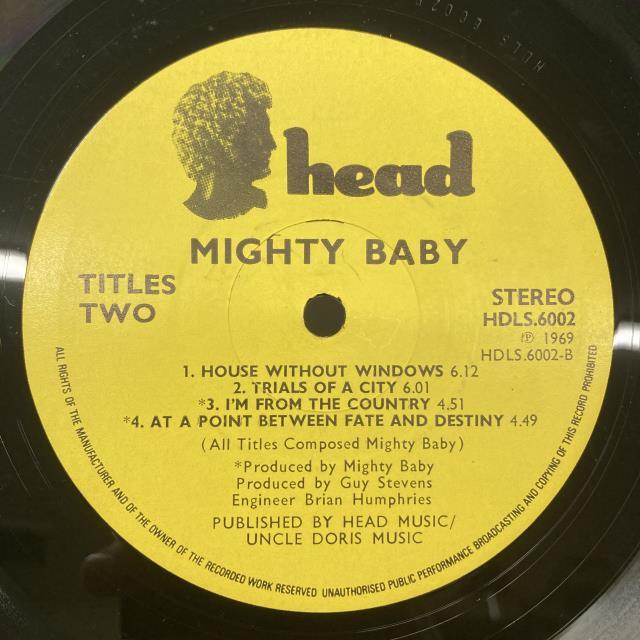 HDLS 6002B
head
MIGHTY BABY
TITLES
TWO
STEREO
HDLS.6002
Ⓟ 1969
HDLS.6002-B
1. HOUSE WITHOUT WINDOWS 6.12
2. TRIALS OF A CITY 6.01
*3. I'M FROM THE COUNTRY 4.51
*4. AT A POINT BETWEEN FATE AND DESTINY 4.49
(All Titles Composed Mighty Baby)
*Produced by Mighty Baby
Produced by Guy Stevens
Engineer Brian Humphries
PUBLISHED BY HEAD MUSIC/
UNCLE DORIS MUSIC
ALL RIGHTS OF THE MANUFACTURER AND OF THE OWNER OF THE RECORDED WORK RESERVED UNAUTHORISED PUBLIC PERFORMANCE BROADCASTING AND COPYING OF THIS RECORD PROHIBITED